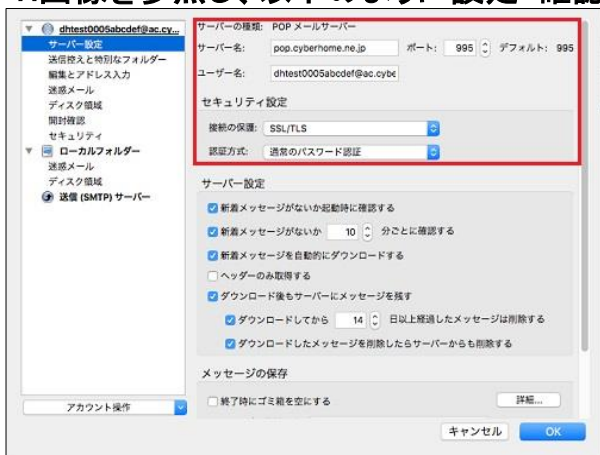 dhtest0005abcdef@ac.cy...
サーバー設定
送信控えと特別なフォルダー
編集とアドレス入力
迷惑メール
ディスク領域
開封確認
セキュリティ
ローカルフォルダー
迷惑メール
ディスク領域
送信 (SMTP) サーバー
アカウント操作
サーバーの種類: POP メールサーバー
サーバー名: pop.cyberhome.ne.jp ポート: 995 デフォルト: 995
ユーザー名: dhtest0005abcdef@ac.cybe
セキュリティ設定
接続の保護: SSL/TLS
認証方式: 通常のパスワード認証
サーバー設定
新着メッセージがないか起動時に確認する
新着メッセージがないか 10 分ごとに確認する
新着メッセージを自動的にダウンロードする
ヘッダーのみ取得する
ダウンロード後もサーバーにメッセージを残す
ダウンロードしてから 14 日以上経過したメッセージは削除する
ダウンロードしたメッセージを削除したらサーバーからも削除する
メッセージの保存
終了時にゴミ箱を空にする 詳細...
キャンセル OK